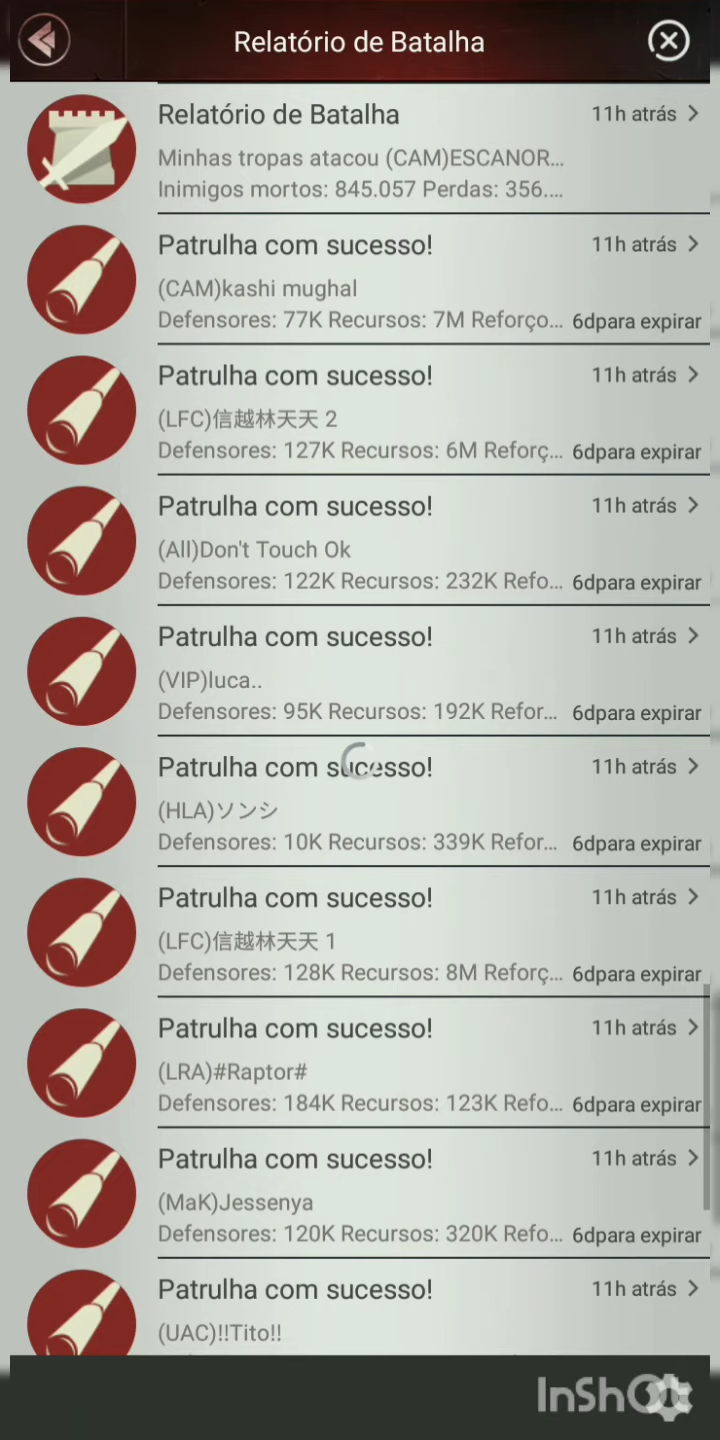 Relatório de Batalha
Relatório de Batalha 11h atrás
Minhas tropas atacou (CAM)ESCANOR...
Inimigos mortos: 845.057 Perdas: 356....
Patrulha com sucesso! 11h atrás
(CAM)kashi mughal
Defensores: 77K Recursos: 7M Reforço... 6dpara expirar
Patrulha com sucesso! 11h atrás
(LFC)信越林天天 2
Defensores: 127K Recursos: 6M Reforç... 6dpara expirar
Patrulha com sucesso! 11h atrás
(All)Don't Touch Ok
Defensores: 122K Recursos: 232K Refo... 6dpara expirar
Patrulha com sucesso! 11h atrás
(VIP)luca..
Defensores: 95K Recursos: 192K Refor... 6dpara expirar
Patrulha com sucesso! 11h atrás
(HLA)ソンシ
Defensores: 10K Recursos: 339K Refor... 6dpara expirar
Patrulha com sucesso! 11h atrás
(LFC)信越林天天 1
Defensores: 128K Recursos: 8M Reforç... 6dpara expirar
Patrulha com sucesso! 11h atrás
(LRA)#Raptor#
Defensores: 184K Recursos: 123K Refo... 6dpara expirar
Patrulha com sucesso! 11h atrás
(MaK)Jessenya
Defensores: 120K Recursos: 320K Refo... 6dpara expirar
Patrulha com sucesso! 11h atrás
(UAC)!!Tito!!
InShOt